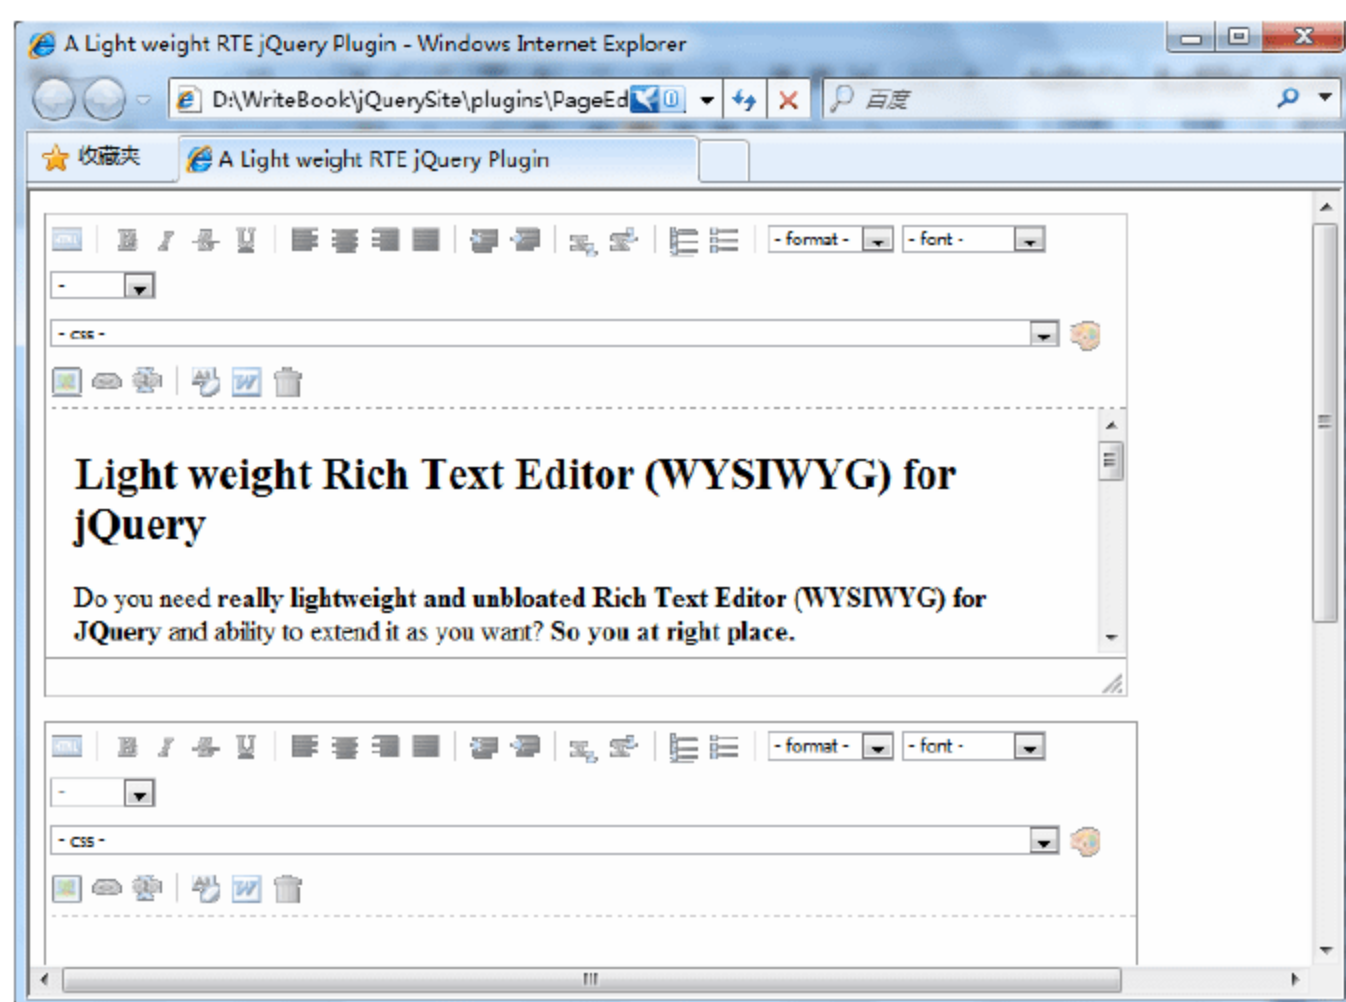 A Light weight RTE jQuery Plugin - Windows Internet Explorer
D:\WriteBook\jQuerySite\plugins\PageEd
百度
收藏夹
A Light weight RTE jQuery Plugin
B I S U - format - - font -
-
- css -
W
Light weight Rich Text Editor (WYSIWYG) for
jQuery
Do you need really lightweight and unbloated Rich Text Editor (WYSIWYG) for
JQuery and ability to extend it as you want? So you at right place.
B I S U - format - - font -
-
- css -
W